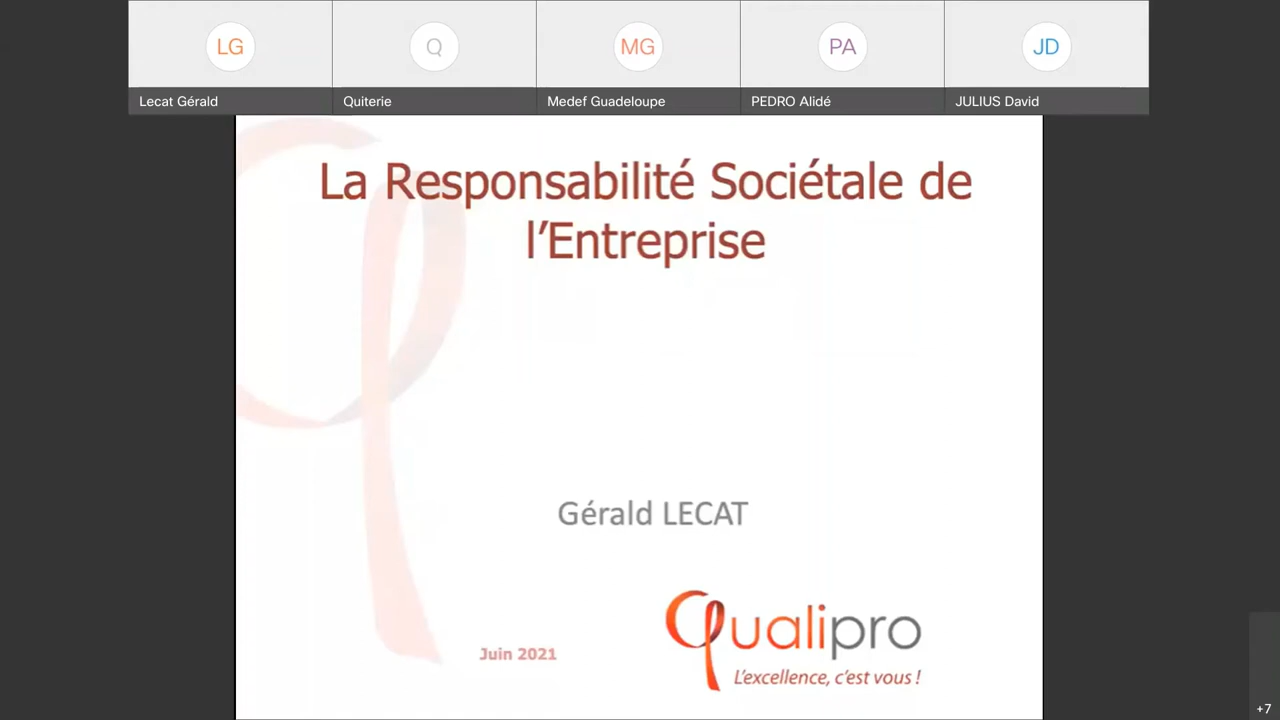 LG
Q
MG
PA
JD
Lecat Gérald
Quiterie
Medef Guadeloupe
PEDRO Alidé
JULIUS David
La Responsabilité Sociétale de
l’Entreprise
Gérald LECAT
Juin 2021
Qualipro
L'excellence, c'est vous !
+7